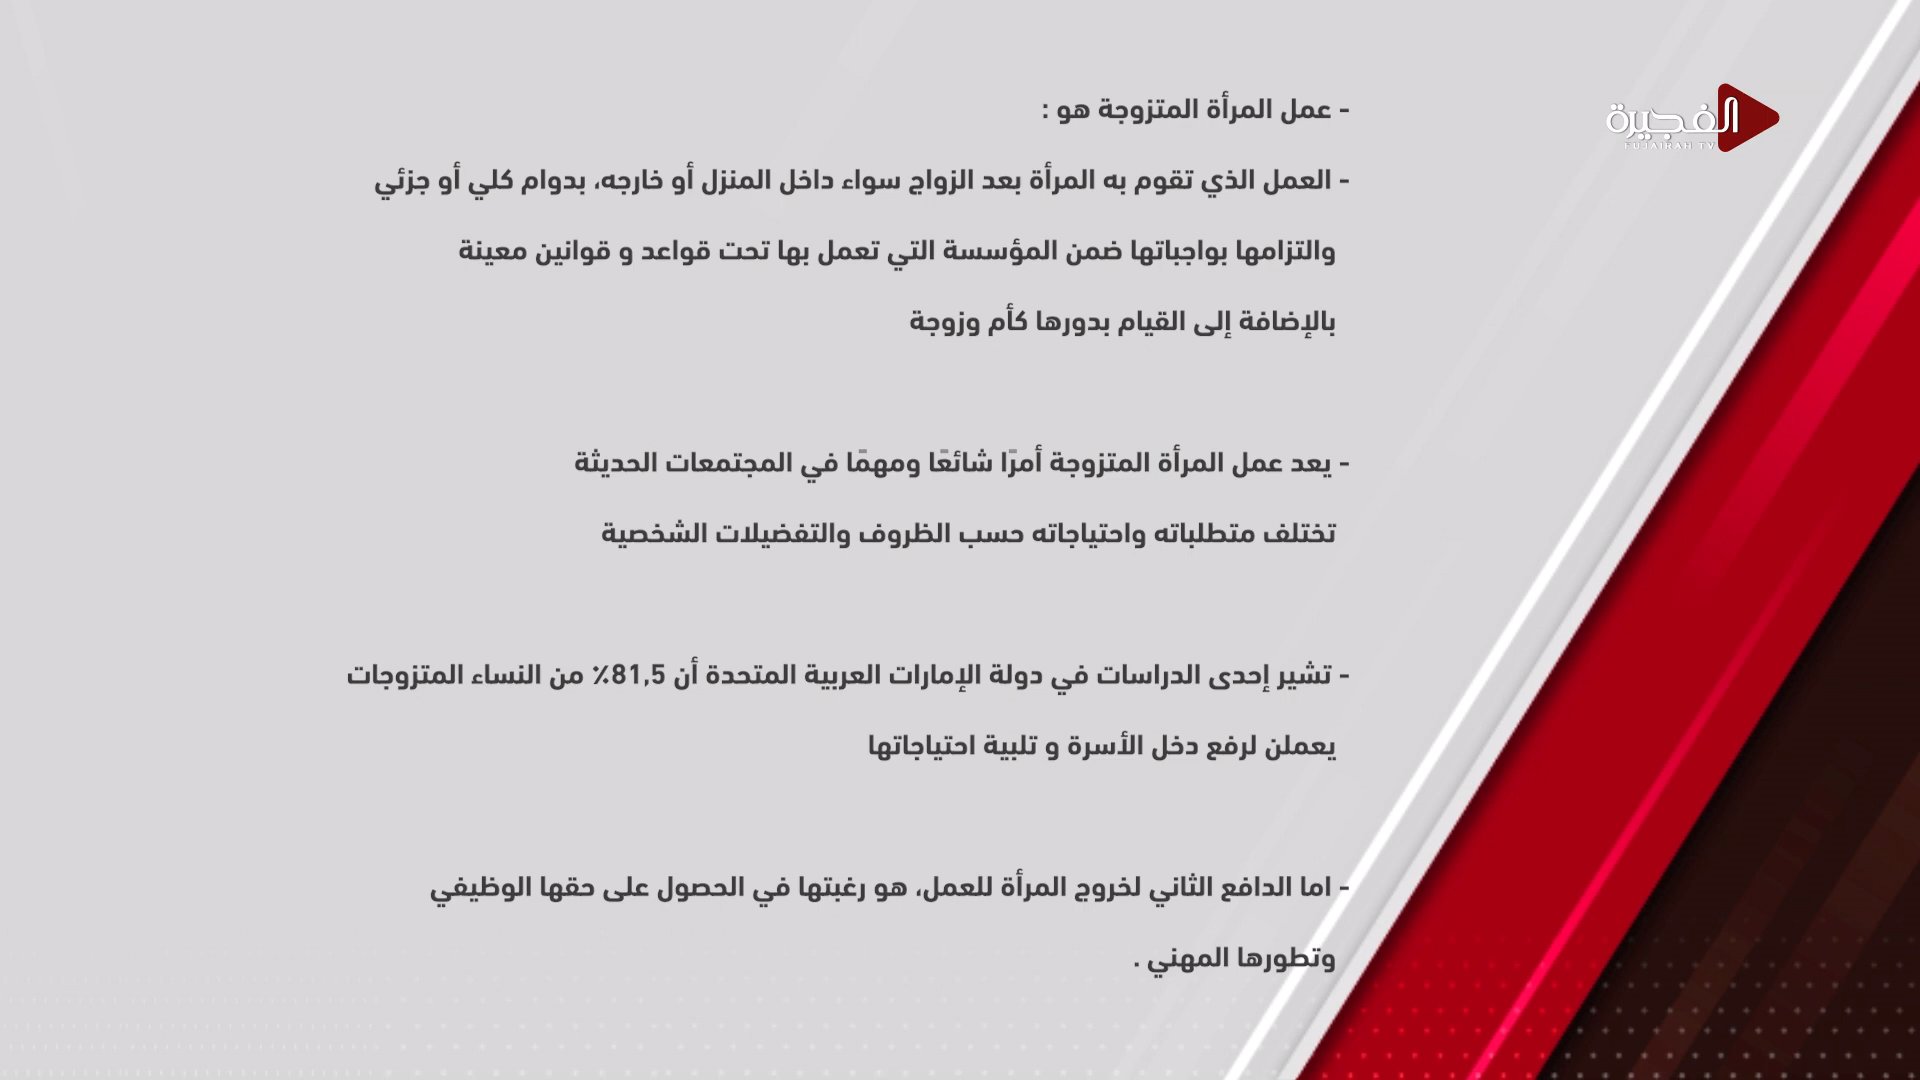 - عمل المرأة المتزوجة هو :
الفجيرة
FUJAIRAH TV
- العمل الذي تقوم به المرأة بعد الزواج سواء داخل المنزل أو خارجه، بدوام كلي أو جزئي
والتزامها بواجباتها ضمن المؤسسة التي تعمل بها تحت قواعد و قوانين معينة
بالإضافة إلى القيام بدورها كأم وزوجة
- يعد عمل المرأة المتزوجة أمرًا شائعًا ومهمًا في المجتمعات الحديثة
تختلف متطلباته واحتياجاته حسب الظروف والتفضيلات الشخصية
- تشير إحدى الدراسات في دولة الإمارات العربية المتحدة أن 81,5٪ من النساء المتزوجات
يعملن لرفع دخل الأسرة و تلبية احتياجاتها
- اما الدافع الثاني لخروج المرأة للعمل، هو رغبتها في الحصول على حقها الوظيفي
وتطورها المهني .